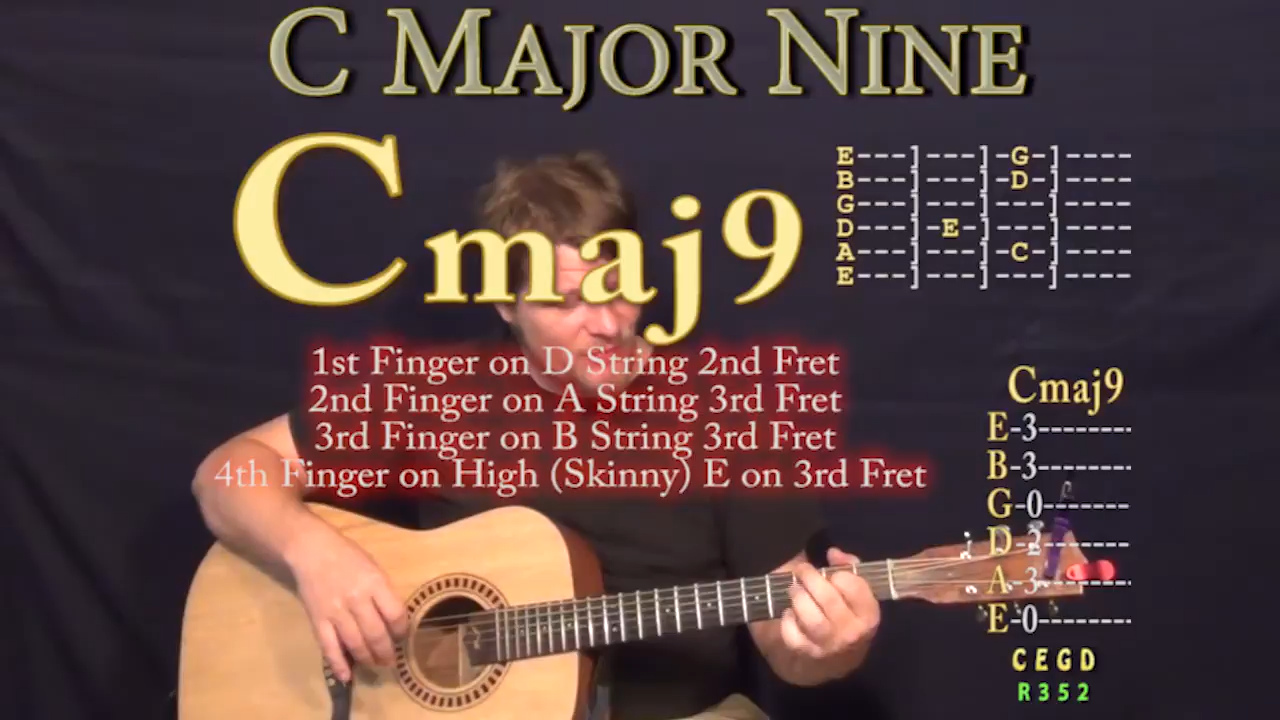 C MAJOR NINE
Cmaj9
E---]---]-G-]----
B---]---]-D-]----
G---]---]---]----
D---]-E-]---]----
A---]---]-C-]----
E---]---]---]----
1st Finger on D String 2nd Fret
2nd Finger on A String 3rd Fret
3rd Finger on B String 3rd Fret
4th Finger on High (Skinny) E on 3rd Fret
Cmaj9
E-3-------
B-3-------
G-0-------
D-2-------
A-3-------
E-0-------
C E G D
R 3 5 2